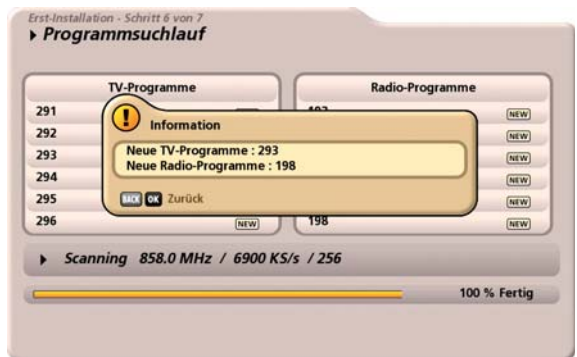 Erst-Installation - Schritt 6 von 7
Programmsuchlauf
TV-Programme
Radio-Programme
291
NEW
292
NEW
293
NEW
294
NEW
295
NEW
296
NEW
198
NEW
Information
Neue TV-Programme : 293
Neue Radio-Programme : 198
BACK OK Zurück
Scanning 858.0 MHz / 6900 KS/s / 256
100 % Fertig